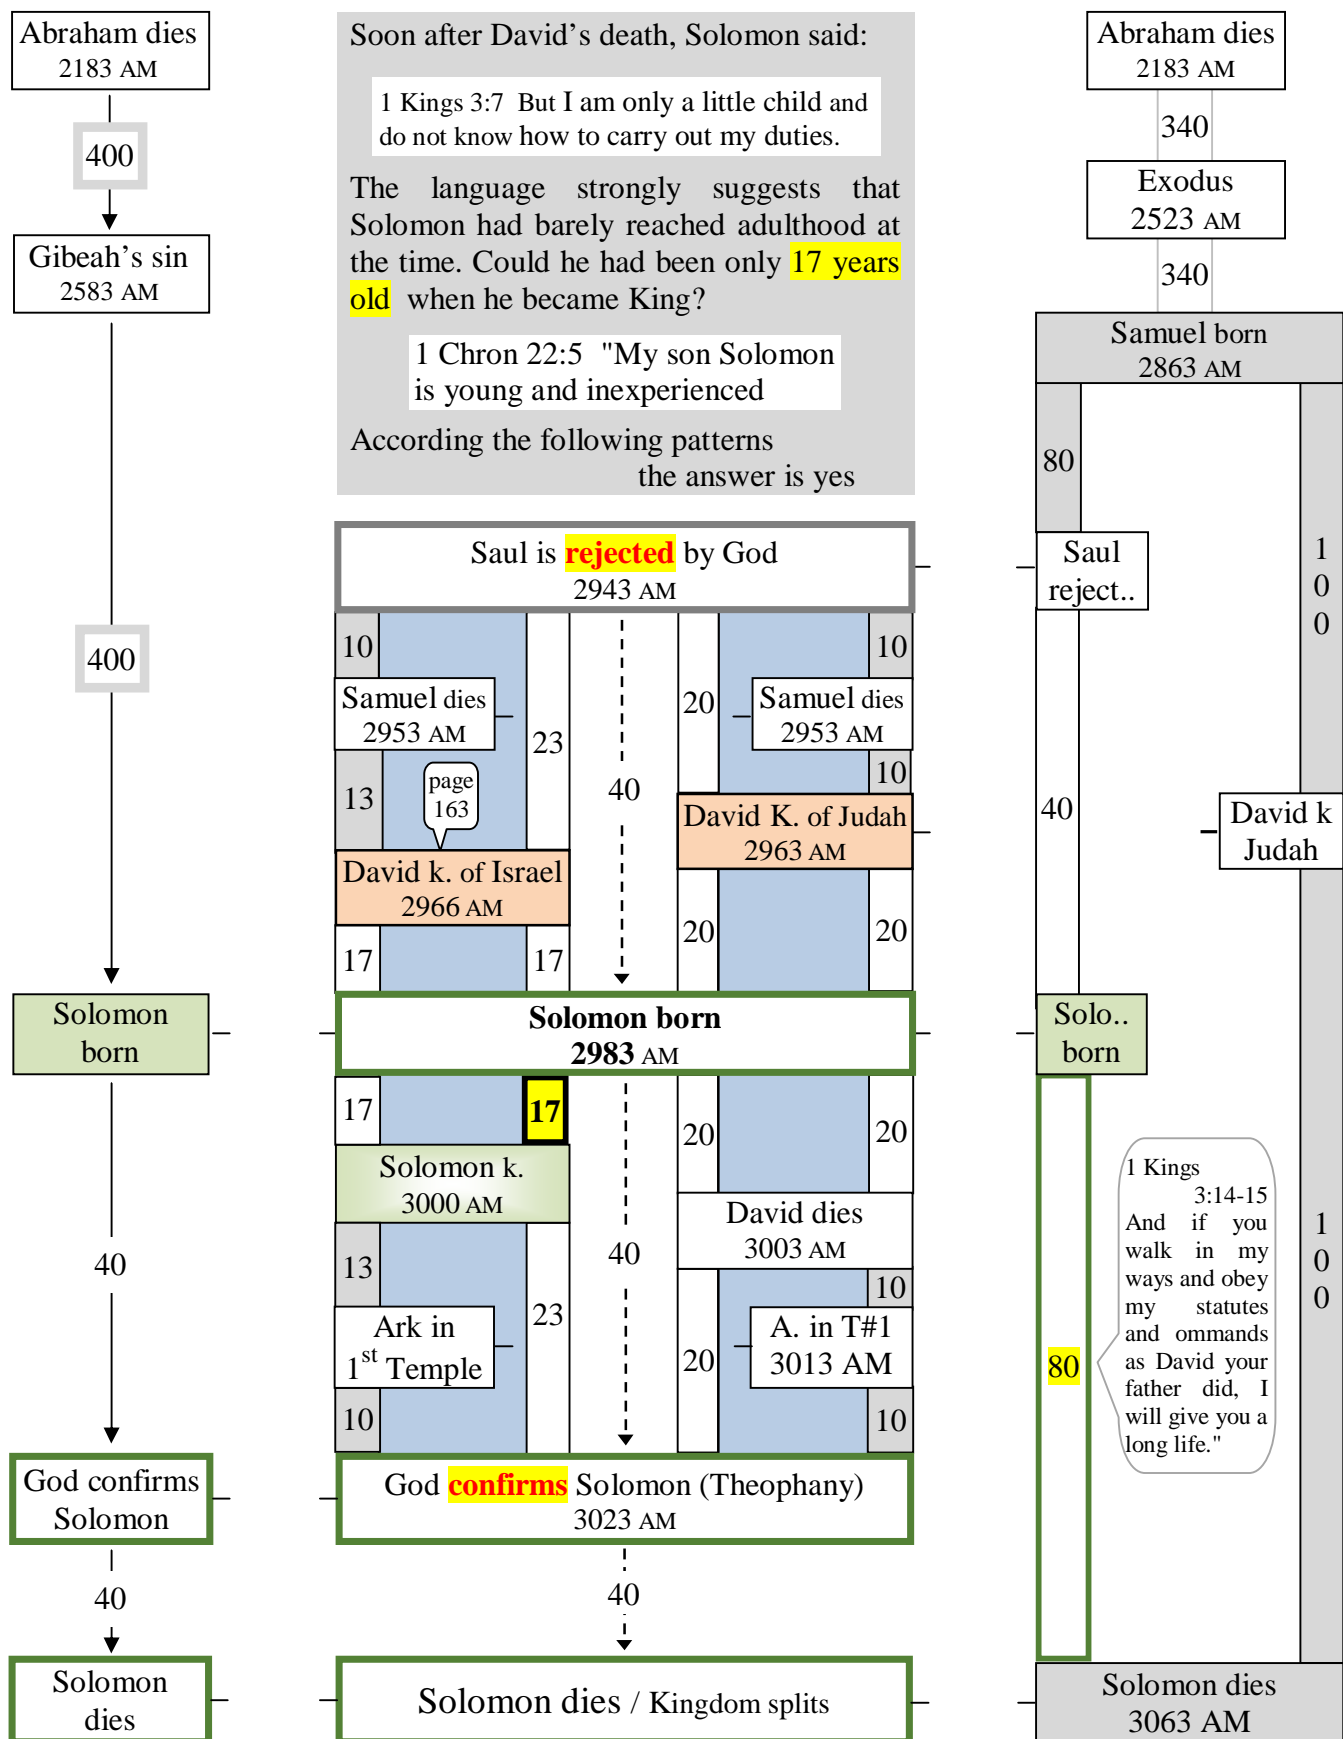 Abraham dies
2183 AM
400
Gibeah's sin
2583 AM
400
Solomon
born
40
God confirms
Solomon
40
Solomon
dies
Soon after David's death, Solomon said:
1 Kings 3:7  But I am only a little child and
do not know how to carry out my duties.
The language strongly suggests that
Solomon had barely reached adulthood at
the time. Could he had been only 17 years
old  when he became King?
1 Chron 22:5  "My son Solomon
is young and inexperienced
According the following patterns
the answer is yes
Saul is rejected by God
2943 AM
10
23
40
20
10
Samuel dies
2953 AM
Samuel dies
2953 AM
13
page
163
10
David K. of Judah
2963 AM
David k. of Israel
2966 AM
17
17
20
20
Solomon born
2983 AM
17
17
40
20
20
Solomon k.
3000 AM
David dies
3003 AM
13
23
20
10
Ark in
1st Temple
A. in T#1
3013 AM
10
10
God confirms Solomon (Theophany)
3023 AM
40
Solomon dies / Kingdom splits
Abraham dies
2183 AM
340
Exodus
2523 AM
340
Samuel born
2863 AM
80
1
0
0
Saul
reject..
40
David k
Judah
Solo..
born
80
1 Kings
3:14-15
And if you
walk in my
ways and obey
my statutes
and ommands
as David your
father did, I
will give you a
long life."
1
0
0
Solomon dies
3063 AM